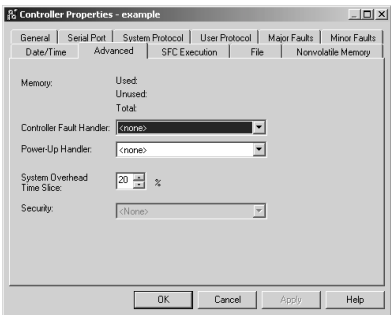 Controller Properties - example
General Serial Port System Protocol User Protocol Major Faults Minor Faults
Date/Time Advanced SFC Execution File Nonvolatile Memory
Memory: Used:
Unused:
Total:
Controller Fault Handler: <none>
Power-Up Handler: <none>
System Overhead
Time Slice: 20 %
Security: <None>
OK Cancel Apply Help